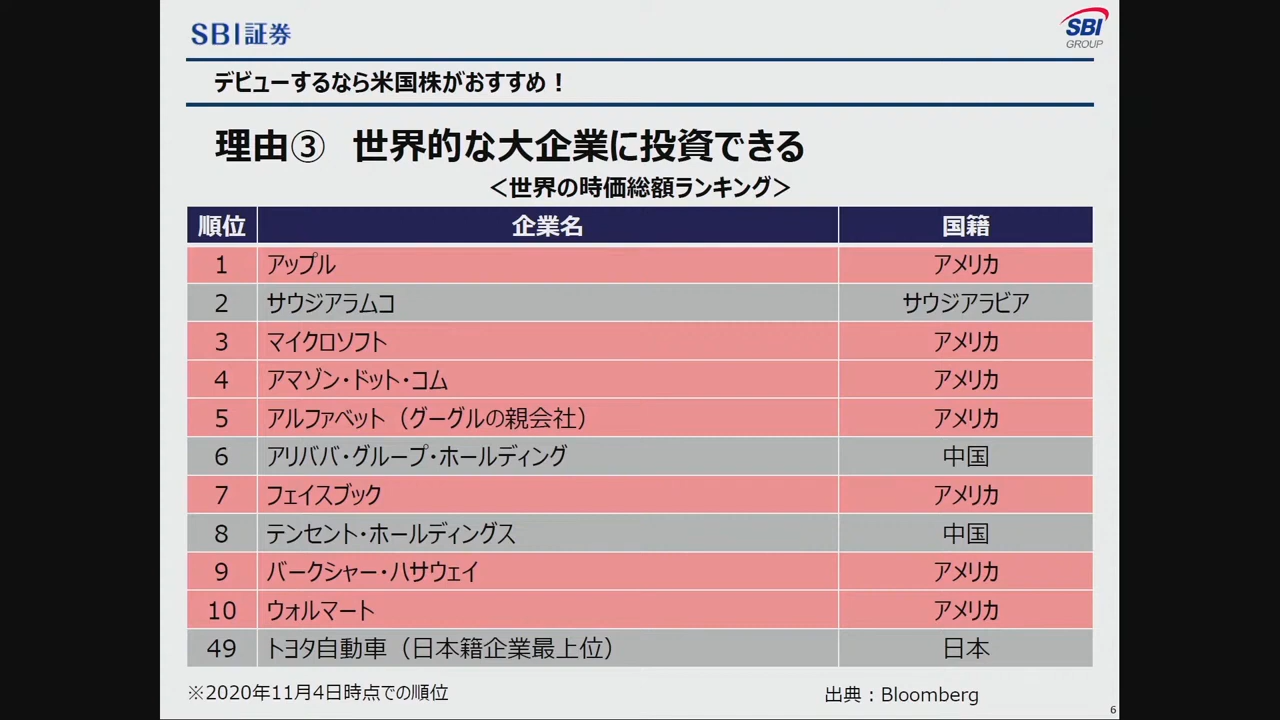 SBI証券
SBI
GROUP
デビューするなら米国株がおすすめ！
理由③ 世界的な大企業に投資できる
＜世界の時価総額ランキング＞
順位 企業名 国籍
1 アップル アメリカ
2 サウジアラムコ サウジアラビア
3 マイクロソフト アメリカ
4 アマゾン・ドット・コム アメリカ
5 アルファベット（グーグルの親会社） アメリカ
6 アリババ・グループ・ホールディング 中国
7 フェイスブック アメリカ
8 テンセント・ホールディングス 中国
9 バークシャー・ハサウェイ アメリカ
10 ウォルマート アメリカ
49 トヨタ自動車（日本籍企業最上位） 日本
※2020年11月4日時点での順位 出典：Bloomberg
6